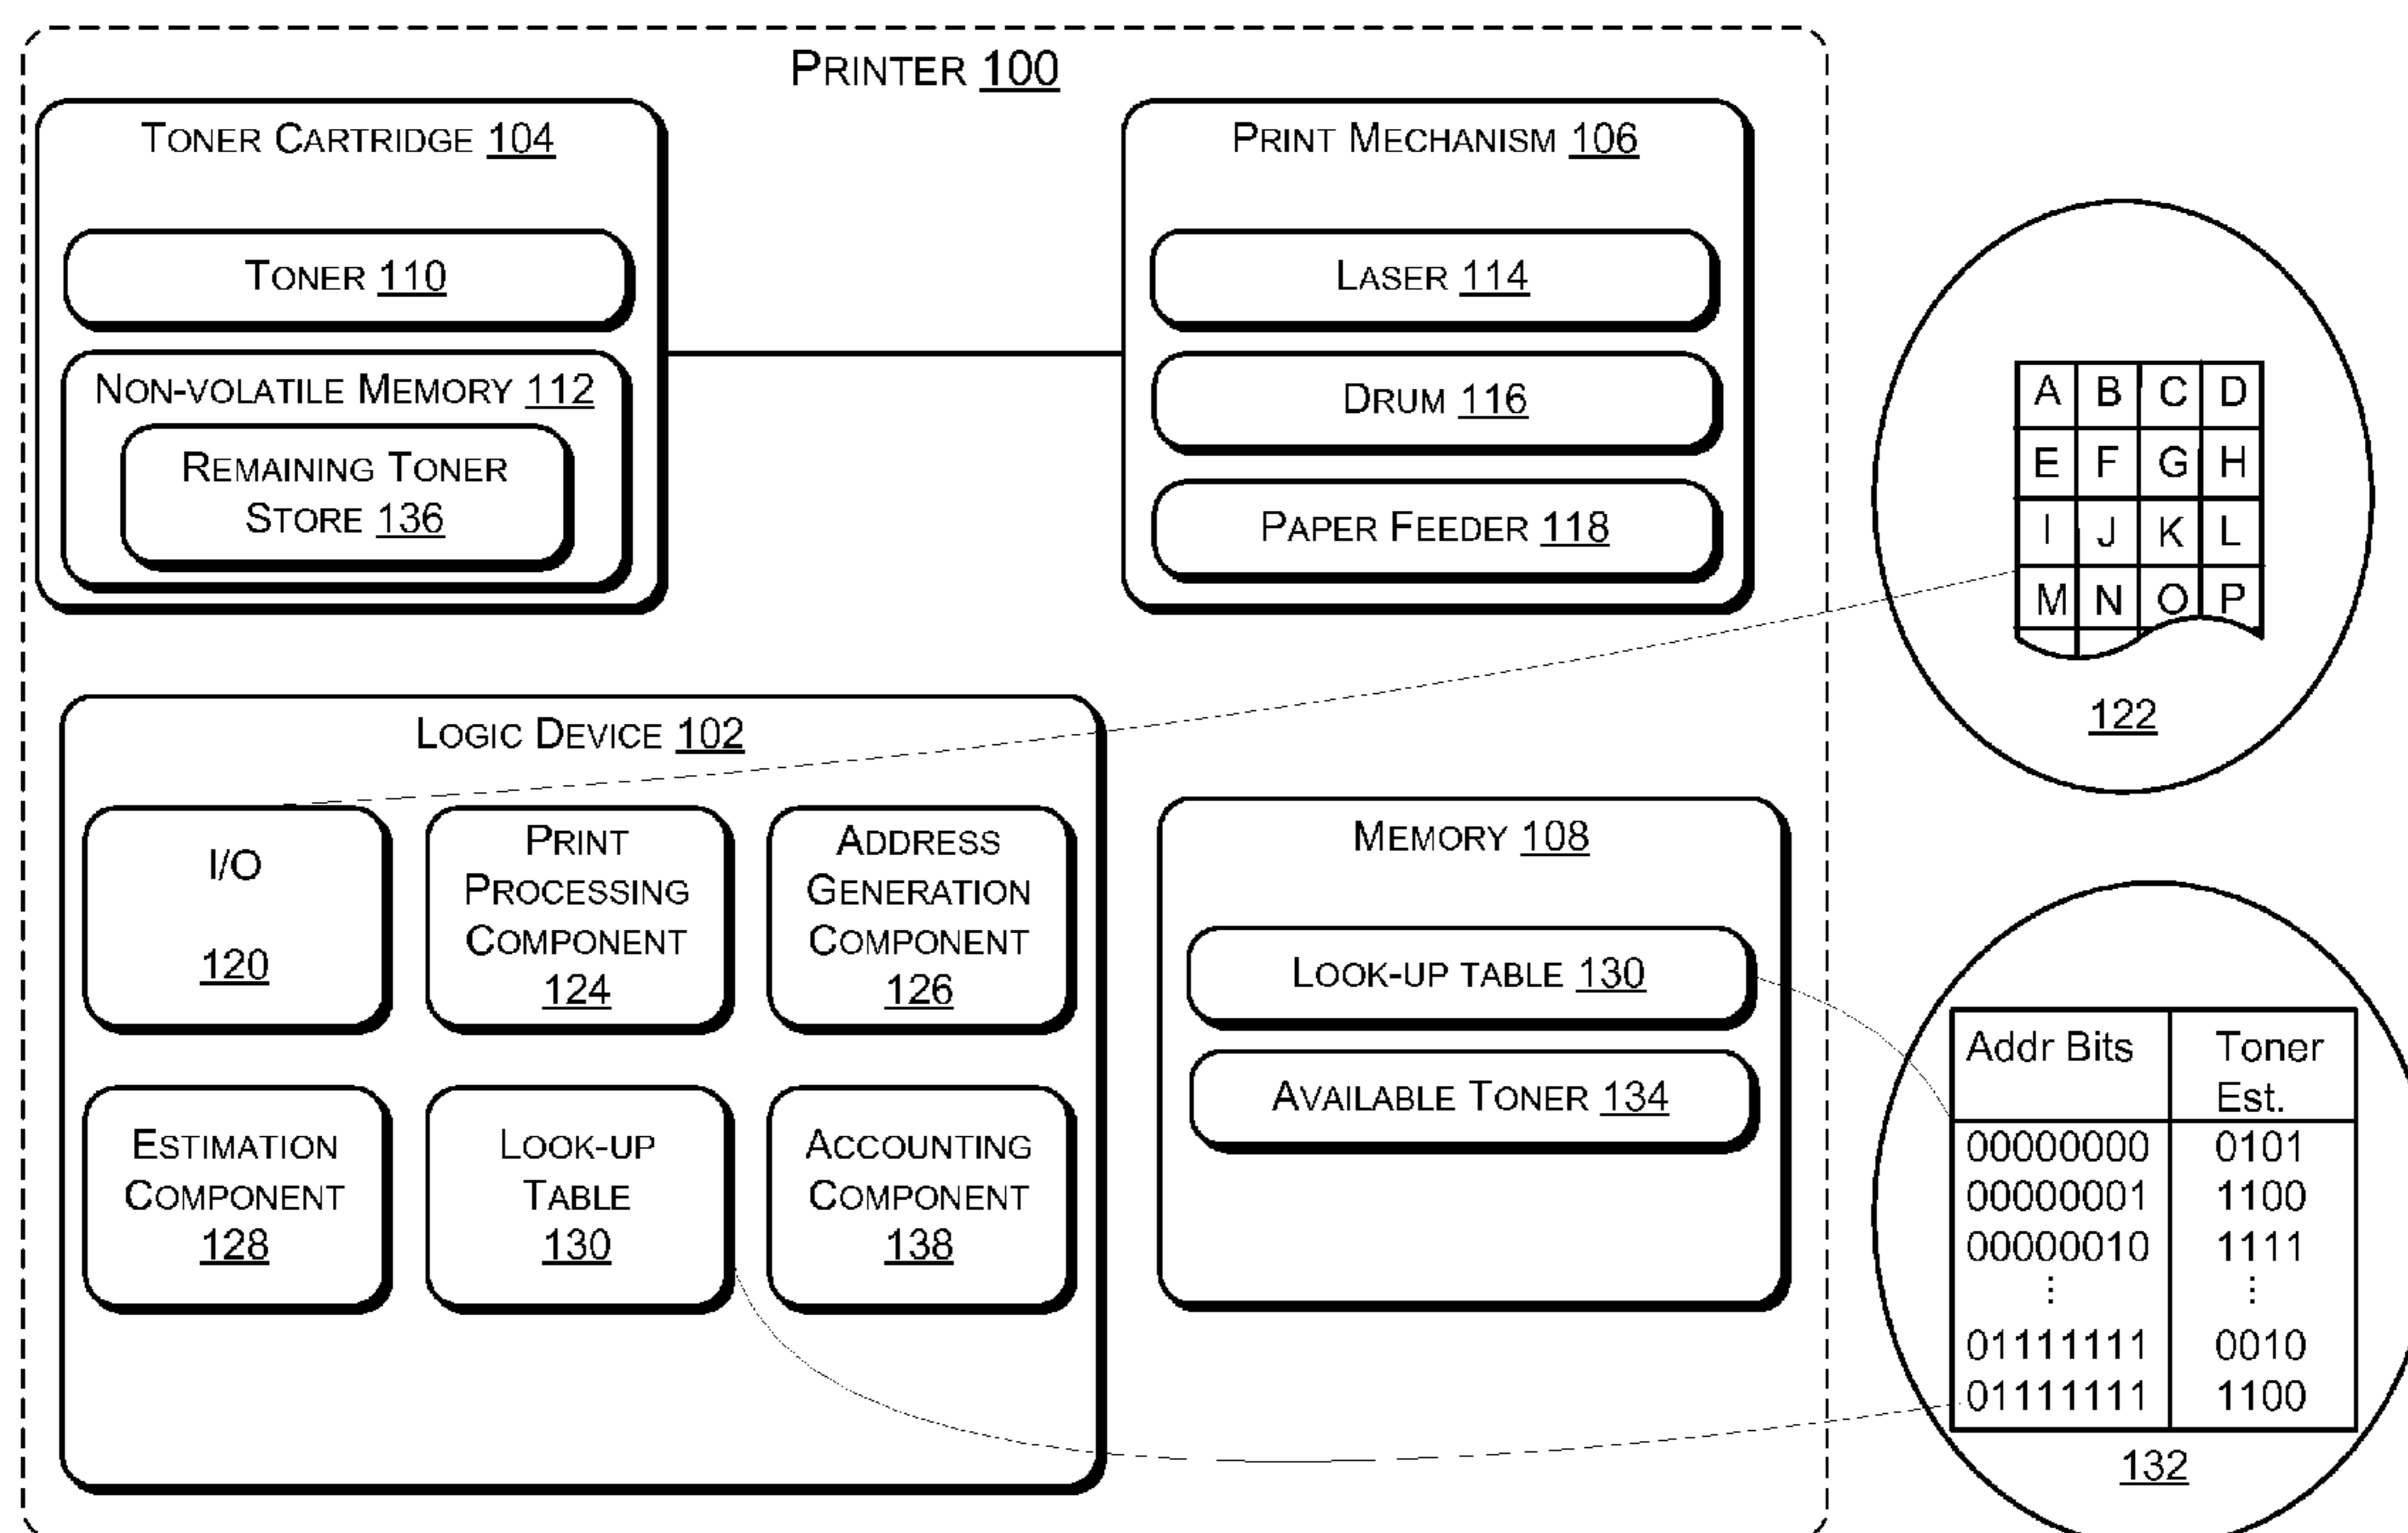 PRINTER 100
TONER CARTRIDGE 104
TONER 110
NON-VOLATILE MEMORY 112
REMAINING TONER
STORE 136
PRINT MECHANISM 106
LASER 114
DRUM 116
PAPER FEEDER 118
A B C D
E F G H
I J K L
M N O P
122
LOGIC DEVICE 102
I/O
120
PRINT
PROCESSING
COMPONENT
124
ADDRESS
GENERATION
COMPONENT
126
ESTIMATION
COMPONENT
128
LOOK-UP
TABLE
130
ACCOUNTING
COMPONENT
138
MEMORY 108
LOOK-UP TABLE 130
AVAILABLE TONER 134
Addr Bits Toner
Est.
00000000 0101
00000001 1100
00000010 1111
⋮ ⋮
01111111 0010
01111111 1100
132